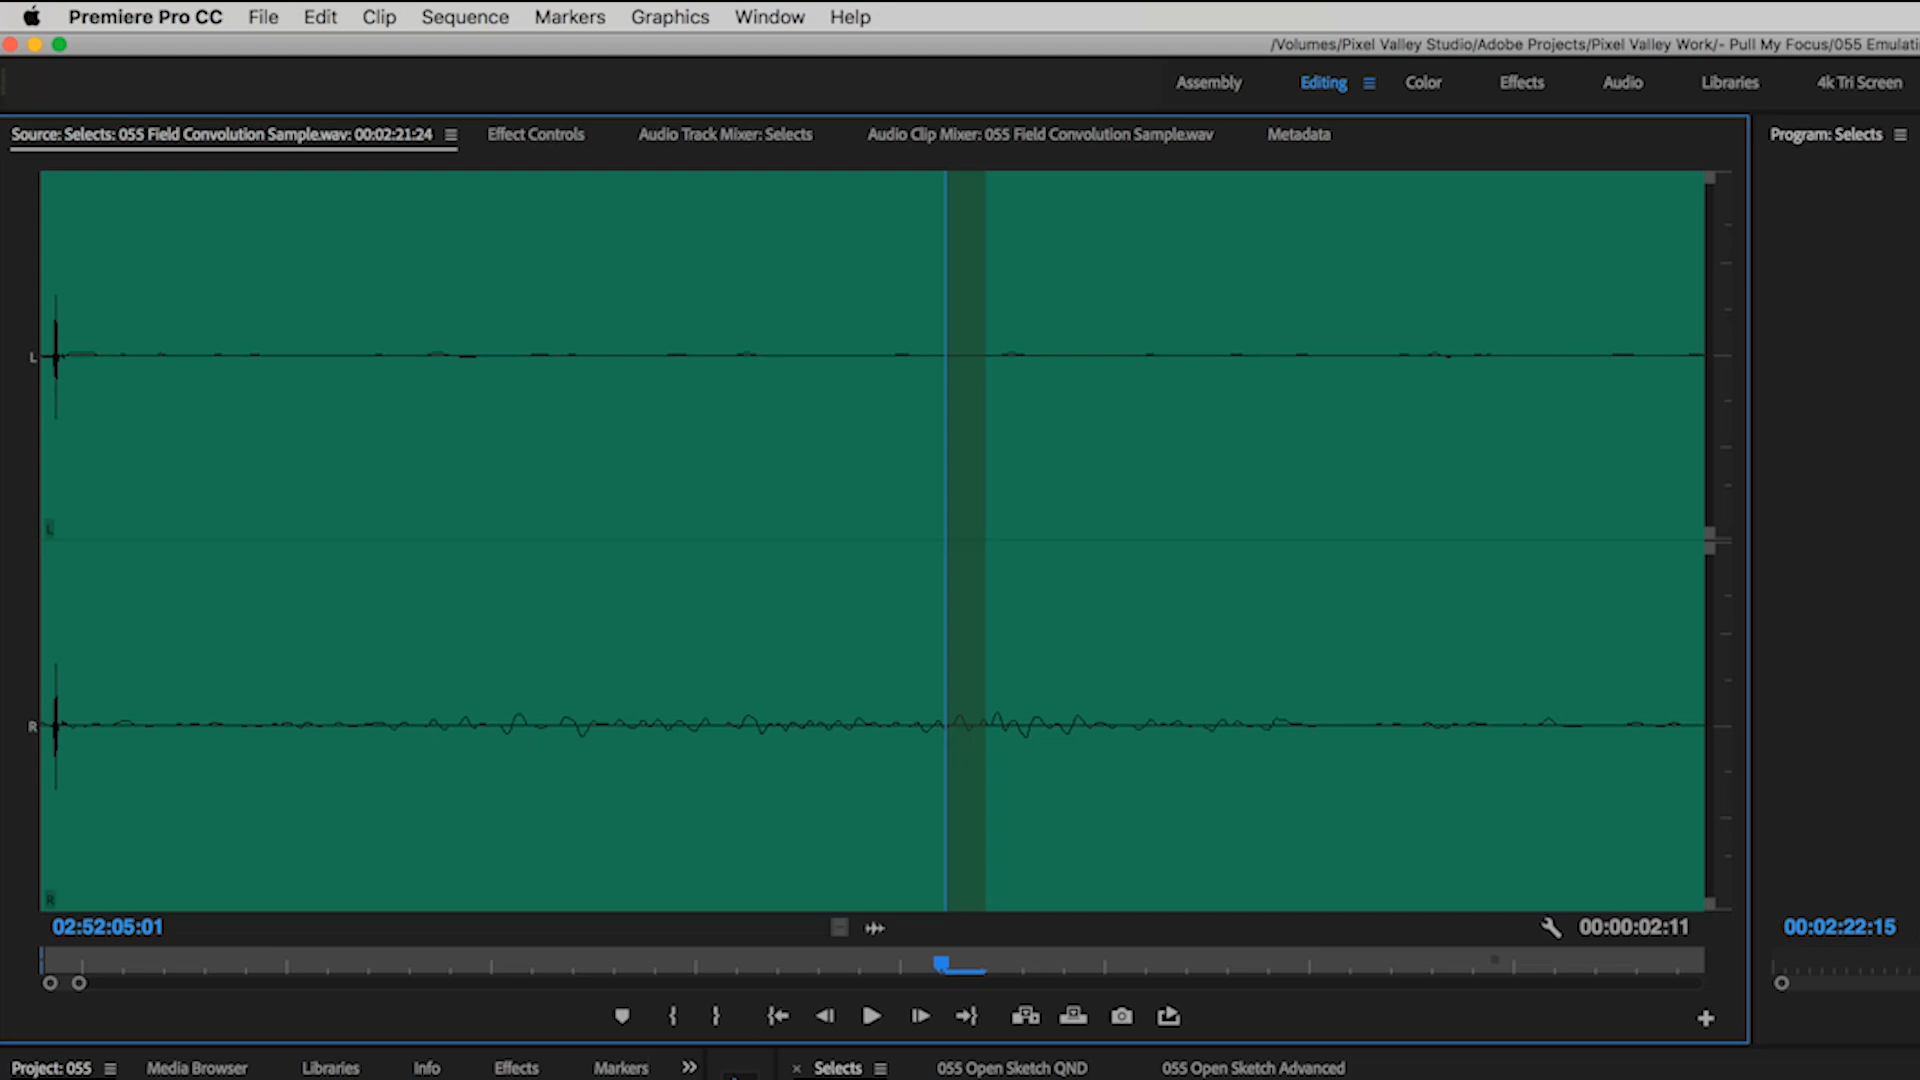 Premiere Pro CC File Edit Clip Sequence Markers Graphics Window Help
/Volumes/Pixel Valley Studio/Adobe Projects/Pixel Valley Work/- Pull My Focus/055 Emulati
Assembly Editing Color Effects Audio Libraries 4k Tri Screen
Source: Selects: 055 Field Convolution Sample.wav: 00:02:21:24 Effect Controls Audio Track Mixer: Selects Audio Clip Mixer: 055 Field Convolution Sample.wav Metadata Program: Selects
L
L
R
R
02:52:05:01 00:00:02:11 00:02:22:15
Project: 055 Media Browser Libraries Info Effects Markers Selects 055 Open Sketch QND 055 Open Sketch Advanced